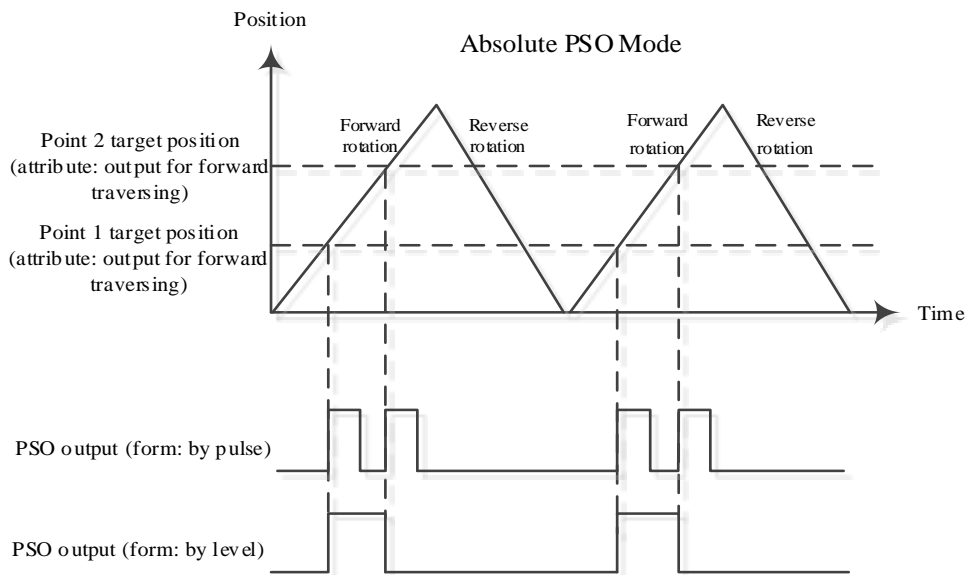 Position
Absolute PSO Mode
Forward
rotation
Reverse
rotation
Forward
rotation
Reverse
rotation
Point 2 target position
(attribute: output for forward
traversing)
Point 1 target position
(attribute: output for forward
traversing)
Time
PSO output (form: by pulse)
PSO output (form: by level)